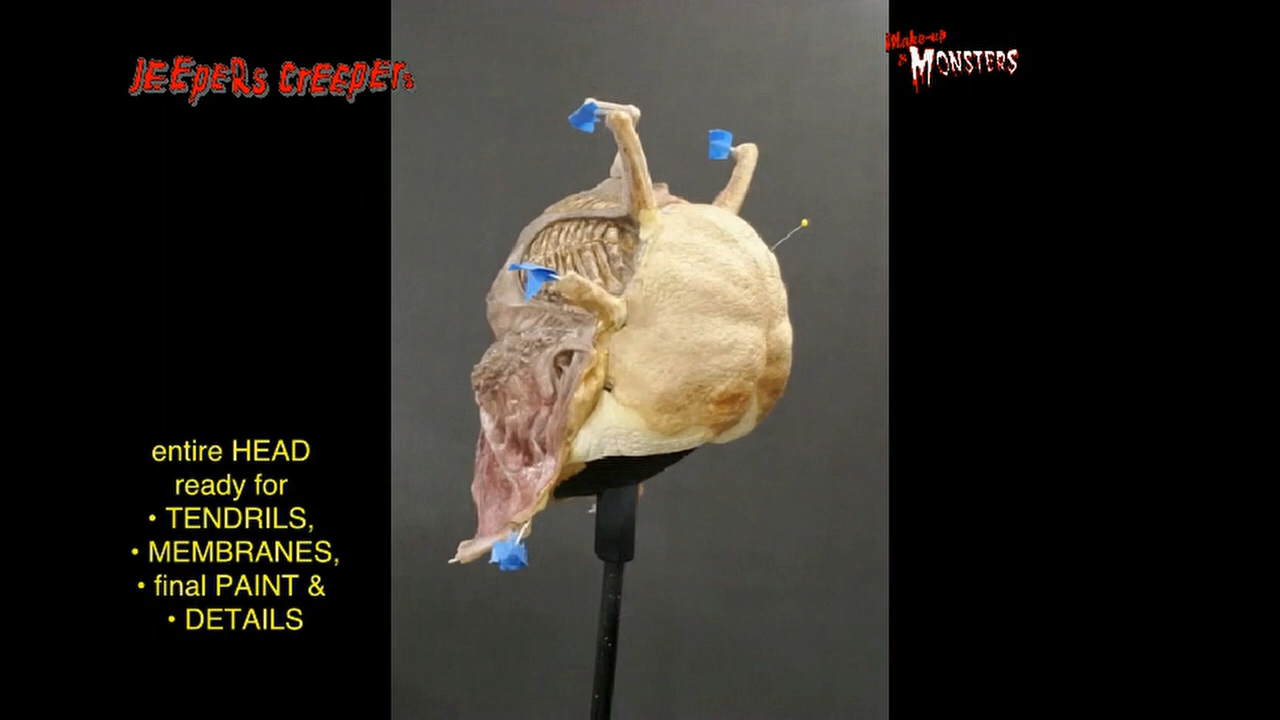 JEEpERs CrEEpErs
Make-up
& MONSTERS
entire HEAD
ready for
• TENDRILS,
• MEMBRANES,
• final PAINT &
• DETAILS